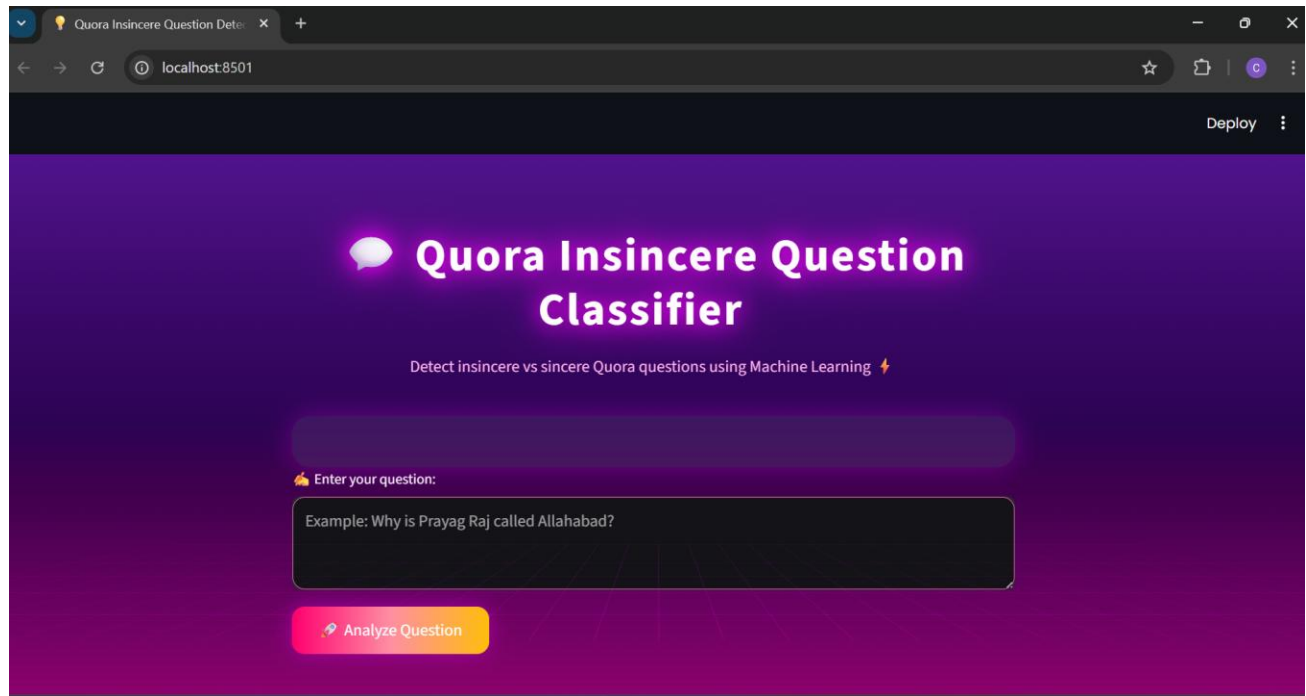 Quora Insincere Question Dete
localhost:8501
C
Deploy
Quora Insincere Question
Classifier
Detect insincere vs sincere Quora questions using Machine Learning
Enter your question:
Example: Why is Prayag Raj called Allahabad?
Analyze Question